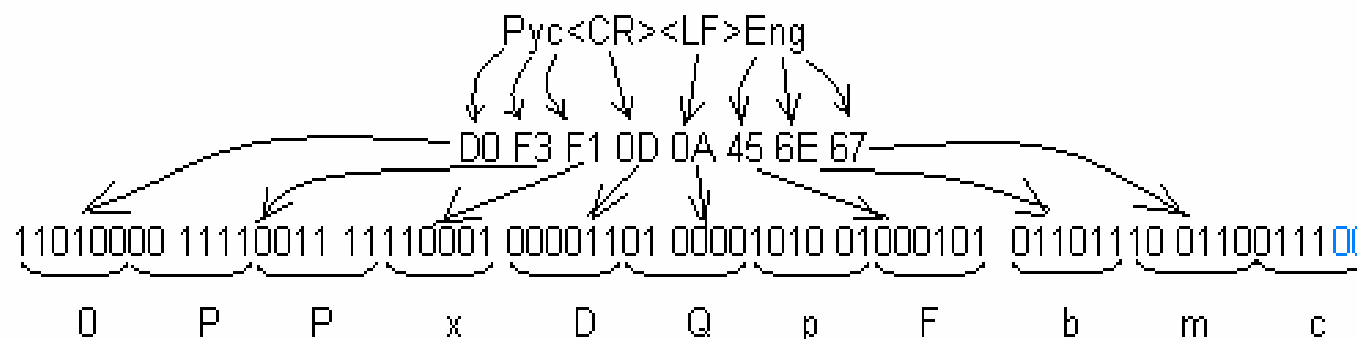 Рус<CR><LF>Eng
D0 F3 F1 0D 0A 45 6E 67
11010000 11110011 11110001 00001101 00001010 01000101 01101110 0110011100
0 P P x D Q p F b m c